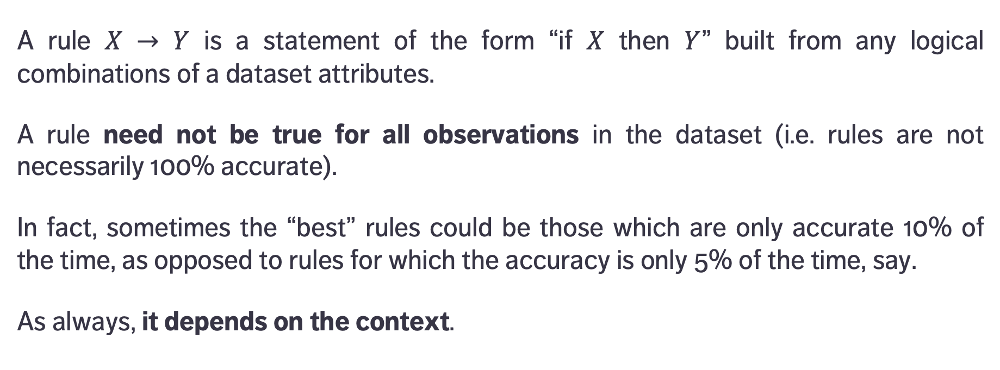 A rule X → Y is a statement of the form “if X then Y” built from any logical
combinations of a dataset attributes.
A rule need not be true for all observations in the dataset (i.e. rules are not
necessarily 100% accurate).
In fact, sometimes the “best” rules could be those which are only accurate 10% of
the time, as opposed to rules for which the accuracy is only 5% of the time, say.
As always, it depends on the context.